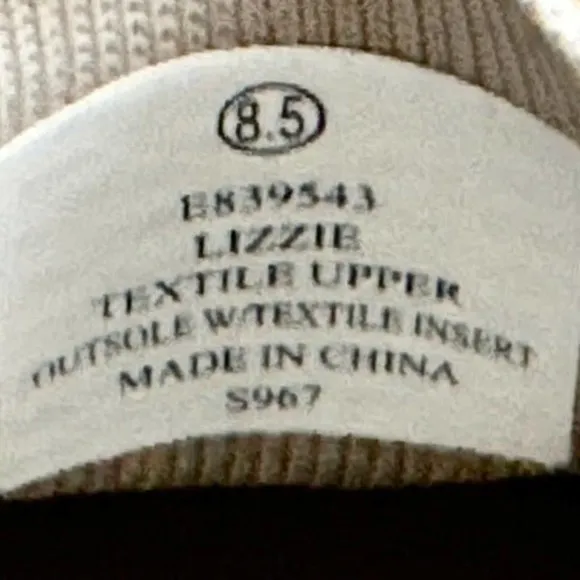 8.5
E839543
LIZZIE
TEXTILE UPPER
OUTSOLE W/TEXTILE INSERT
MADE IN CHINA
S967